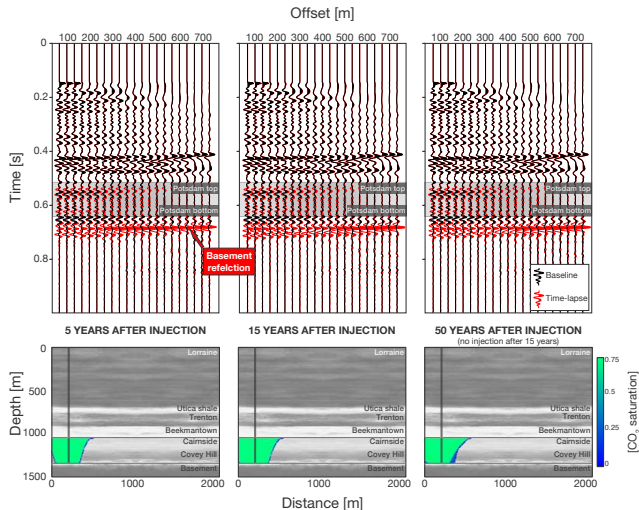 Offset [m]
100 200 300 400 500 600 700
100 200 300 400 500 600 700
100 200 300 400 500 600 700
Time [s]
0
0.2
0.4
0.6
0.8
Potsdam top
Potsdam bottom
Potsdam top
Potsdam bottom
Potsdam top
Potsdam bottom
Basement
refelction
Baseline
Time-lapse
5 YEARS AFTER INJECTION
15 YEARS AFTER INJECTION
50 YEARS AFTER INJECTION
(no injection after 15 years)
Depth [m]
0
500
1000
1500
Lorraine
Utica shale
Trenton
Beekmantown
Cairnside
Covey Hill
Basement
Lorraine
Utica shale
Trenton
Beekmantown
Cairnside
Covey Hill
Basement
Lorraine
Utica shale
Trenton
Beekmantown
Cairnside
Covey Hill
Basement
0.75
0.5
0.25
0
[CO₂ saturation]
0 1000 2000
0 1000 2000
0 1000 2000
Distance [m]